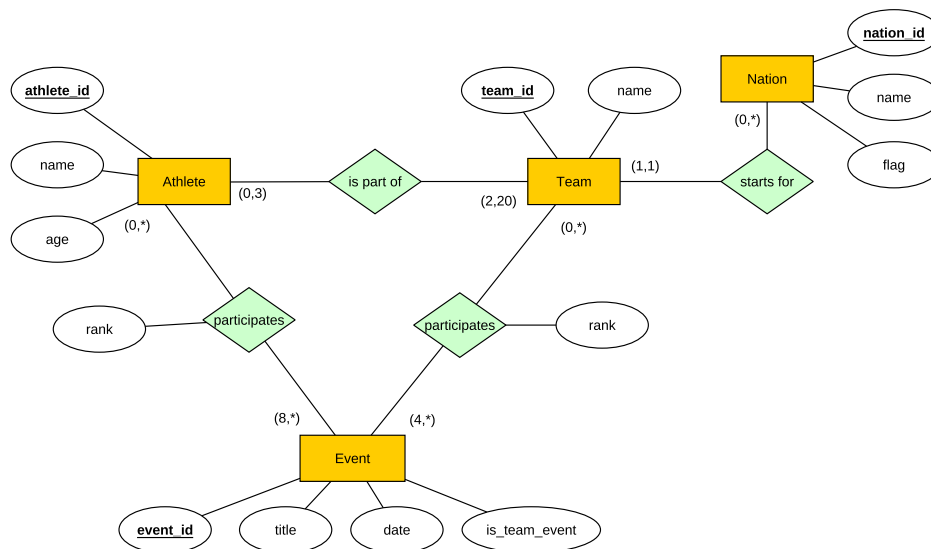 nation_id
Nation
athlete_id
team_id
name
name
(0,*)
name
(1,1)
flag
Athlete
is part of
Team
starts for
(0,3)
(2,20)
(0,*)
(0,*)
age
rank
participates
participates
rank
(8,*)
(4,*)
Event
event_id
title
date
is_team_event